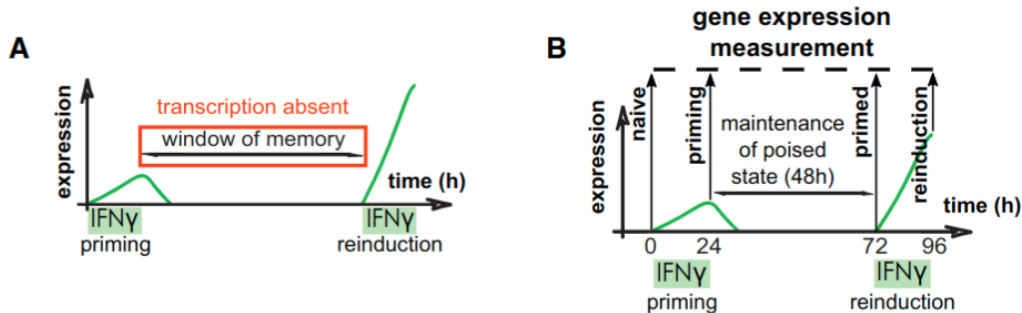 A
expression
transcription absent
window of memory
time (h)
IFNγ
priming
IFNγ
reinduction
B
gene expression
measurement
expression
naive
priming
maintenance
of poised
state (48h)
primed
reinduction
time (h)
0
24
72
96
IFNγ
priming
IFNγ
reinduction